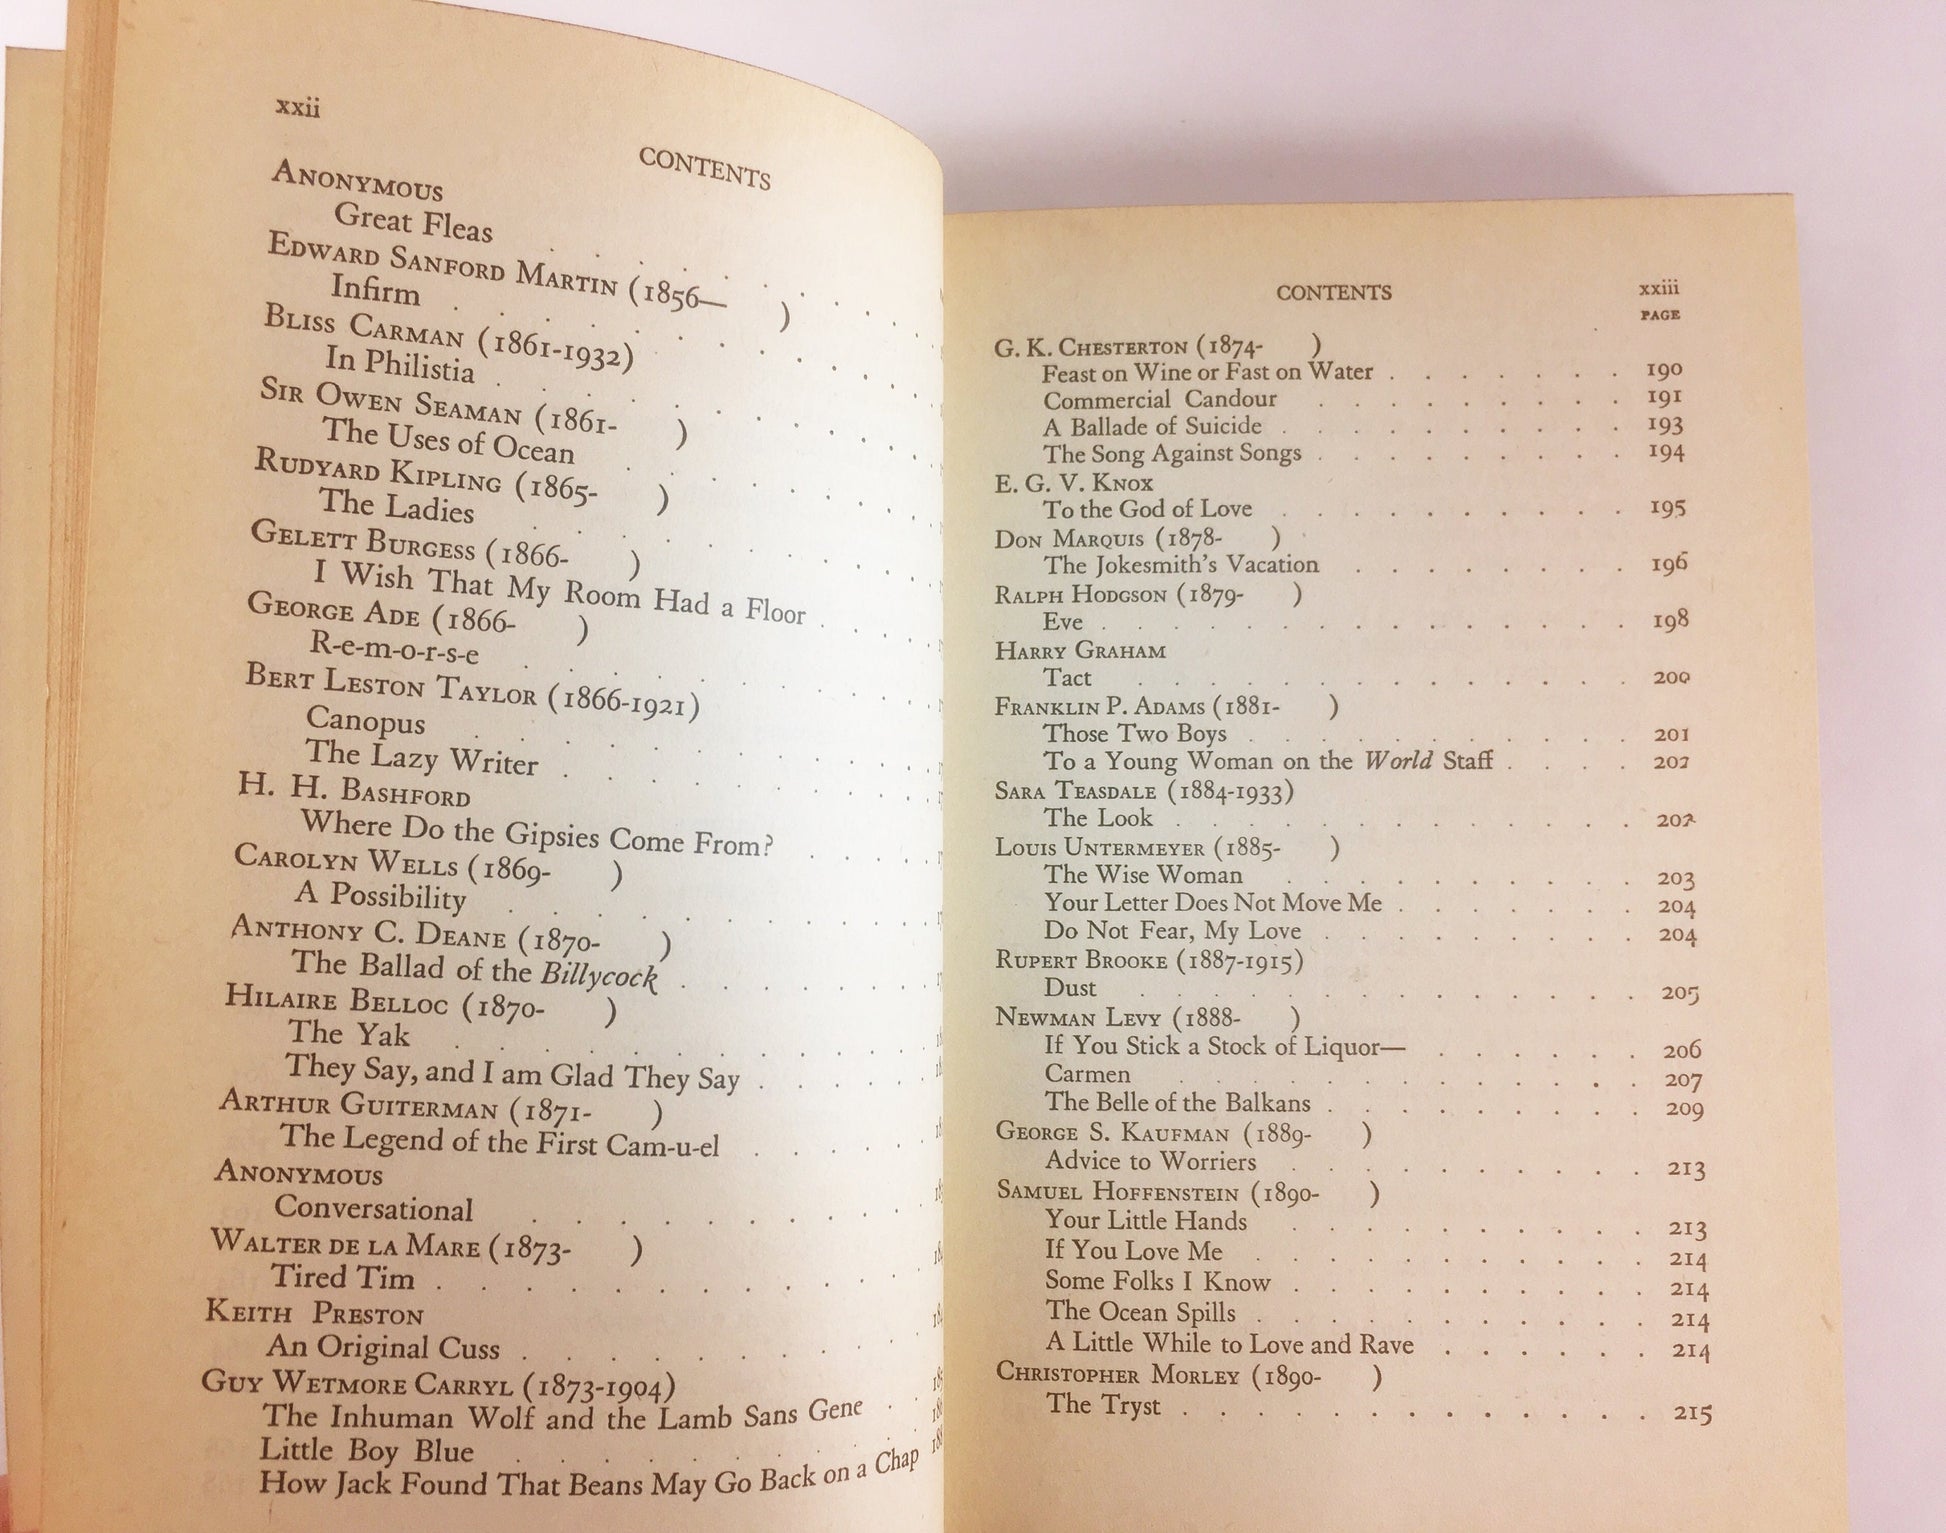 xxii
CONTENTS
ANONYMOUS
Great Fleas
EDWARD SANFORD MARTIN (1856— )
Infirm
BLISS CARMAN (1861-1932)
In Philistia
SIR OWEN SEAMAN (1861- )
The Uses of Ocean
RUDYARD KIPLING (1865- )
The Ladies
GELETT BURGESS (1866- )
I Wish That My Room Had a Floor
GEORGE ADE (1866- )
R-e-m-o-r-s-e
BERT LESTON TAYLOR (1866-1921)
Canopus
The Lazy Writer
H. H. BASHFORD
Where Do the Gipsies Come From?
CAROLYN WELLS (1869- )
A Possibility
ANTHONY C. DEANE (1870- )
The Ballad of the Billycock
HILAIRE BELLOC (1870- )
The Yak
They Say, and I am Glad They Say
ARTHUR GUITERMAN (1871- )
The Legend of the First Cam-u-el
ANONYMOUS
Conversational
WALTER DE LA MARE (1873- )
Tired Tim
KEITH PRESTON
An Original Cuss
GUY WETMORE CARRYL (1873-1904)
The Inhuman Wolf and the Lamb Sans Gene
Little Boy Blue
How Jack Found That Beans May Go Back on a Chap
CONTENTS xxiii
PAGE
G. K. CHESTERTON (1874- )
Feast on Wine or Fast on Water . . . . . . 190
Commercial Candour . . . . . . 191
A Ballade of Suicide . . . . . . 193
The Song Against Songs . . . . . . 194
E. G. V. KNOX
To the God of Love . . . . . . 195
DON MARQUIS (1878- )
The Jokesmith's Vacation . . . . . . 196
RALPH HODGSON (1879- )
Eve . . . . . . 198
HARRY GRAHAM
Tact . . . . . . 200
FRANKLIN P. ADAMS (1881- )
Those Two Boys . . . . . . 201
To a Young Woman on the World Staff . . . . 202
SARA TEASDALE (1884-1933)
The Look . . . . . . 202
LOUIS UNTERMEYER (1885- )
The Wise Woman . . . . . . 203
Your Letter Does Not Move Me . . . . . . 204
Do Not Fear, My Love . . . . . . 204
RUPERT BROOKE (1887-1915)
Dust . . . . . . 205
NEWMAN LEVY (1888- )
If You Stick a Stock of Liquor— . . . . . . 206
Carmen . . . . . . 207
The Belle of the Balkans . . . . . . 209
GEORGE S. KAUFMAN (1889- )
Advice to Worriers . . . . . . 213
SAMUEL HOFFENSTEIN (1890- )
Your Little Hands . . . . . . 213
If You Love Me . . . . . . 214
Some Folks I Know . . . . . . 214
The Ocean Spills . . . . . . 214
A Little While to Love and Rave . . . . . . 214
CHRISTOPHER MORLEY (1890- )
The Tryst . . . . . . 215